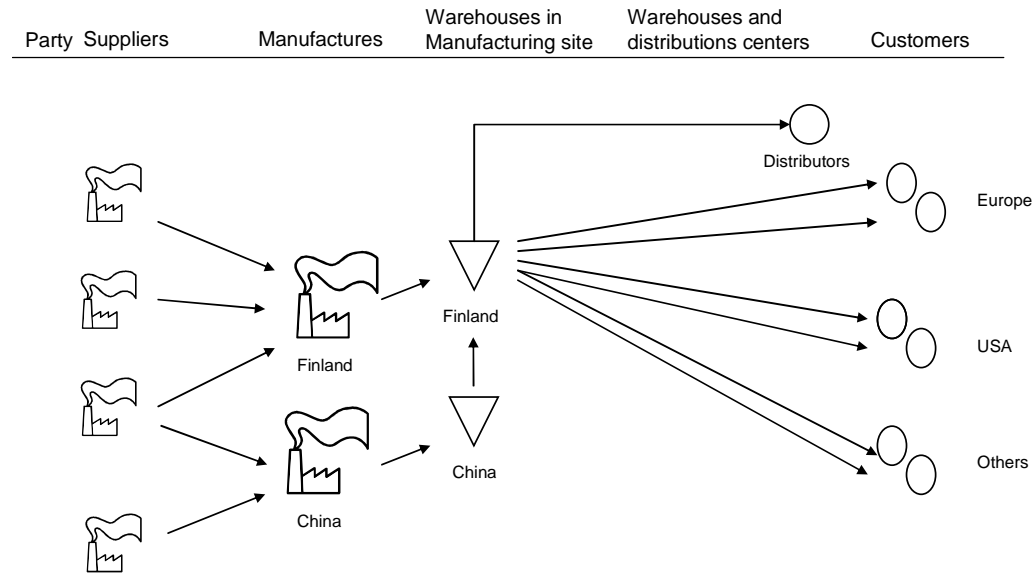 Party Suppliers Manufactures Warehouses in Manufacturing site Warehouses and distributions centers Customers
Distributors
Europe
Finland
USA
Finland
China
Others
China